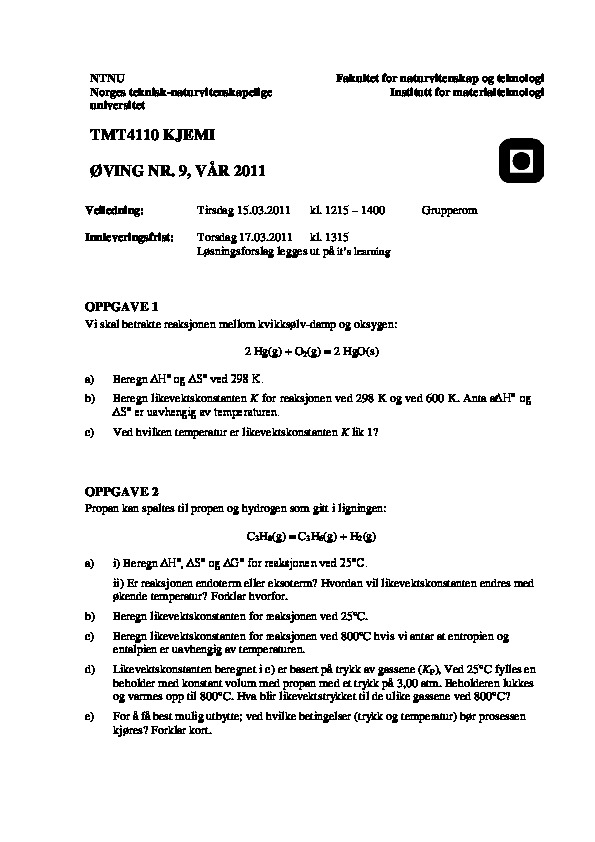 NTNU Fakultet for naturvitenskap og teknologi
Norges teknisk-naturvitenskapelige Institutt for materialteknologi
universitet
TMT4110 KJEMI
ØVING NR. 9, VÅR 2011
Veiledning: Tirsdag 15.03.2011 kl. 1215 – 1400 Grupperom
Innleveringsfrist: Torsdag 17.03.2011 kl. 1315
Løsningsforslag legges ut på it's learning
OPPGAVE 1
Vi skal betrakte reaksjonen mellom kvikksølv-damp og oksygen:
2 Hg(g) + O₂(g) = 2 HgO(s)
a) Beregn ΔH° og ΔS° ved 298 K.
b) Beregn likevektskonstanten K for reaksjonen ved 298 K og ved 600 K. Anta aΔH° og
ΔS° er uavhengig av temperaturen.
c) Ved hvilken temperatur er likevektskonstanten K lik 1?
OPPGAVE 2
Propan kan spaltes til propen og hydrogen som gitt i ligningen:
C₃H₈(g) = C₃H₆(g) + H₂(g)
a) i) Beregn ΔH°, ΔS° og ΔG° for reaksjonen ved 25°C.
ii) Er reaksjonen endoterm eller eksoterm? Hvordan vil likevektskonstanten endres med
økende temperatur? Forklar hvorfor.
b) Beregn likevektskonstanten for reaksjonen ved 25°C.
c) Beregn likevektskonstanten for reaksjonen ved 800°C hvis vi antar at entropien og
entalpien er uavhengig av temperaturen.
d) Likevektskonstanten beregnet i c) er basert på trykk av gassene (Kₚ), Ved 25°C fylles en
beholder med konstant volum med propan med et trykk på 3,00 atm. Beholderen lukkes
og varmes opp til 800°C. Hva blir likevektstrykket til de ulike gassene ved 800°C?
e) For å få best mulig utbytte; ved hvilke betingelser (trykk og temperatur) bør prosessen
kjøres? Forklar kort.